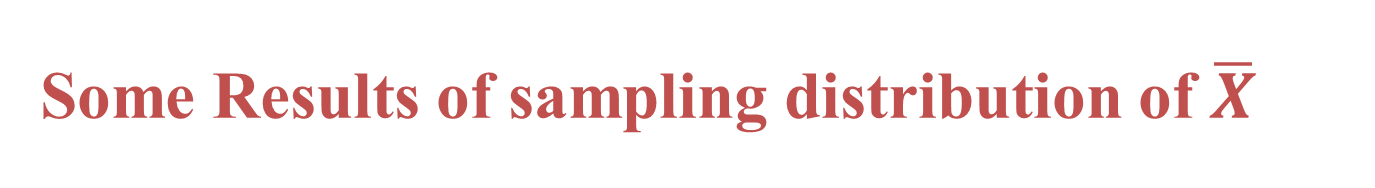 Some Results of sampling distribution of X̅